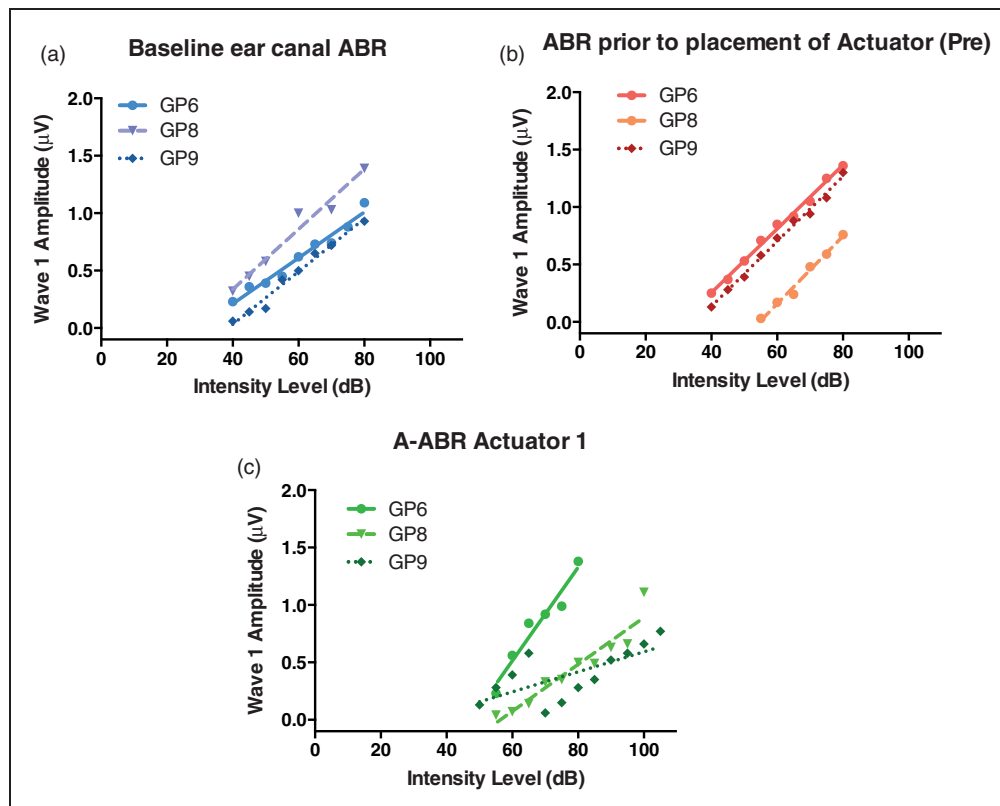 (a)
Baseline ear canal ABR
2.0
1.5
1.0
0.5
0.0
Wave 1 Amplitude (μV)
GP6
GP8
GP9
0 20 40 60 80 100
Intensity Level (dB)
(b)
ABR prior to placement of Actuator (Pre)
2.0
1.5
1.0
0.5
0.0
Wave 1 Amplitude (μV)
GP6
GP8
GP9
0 20 40 60 80 100
Intensity Level (dB)
A-ABR Actuator 1
(c)
2.0
1.5
1.0
0.5
0.0
Wave 1 Amplitude (μV)
GP6
GP8
GP9
0 20 40 60 80 100
Intensity Level (dB)